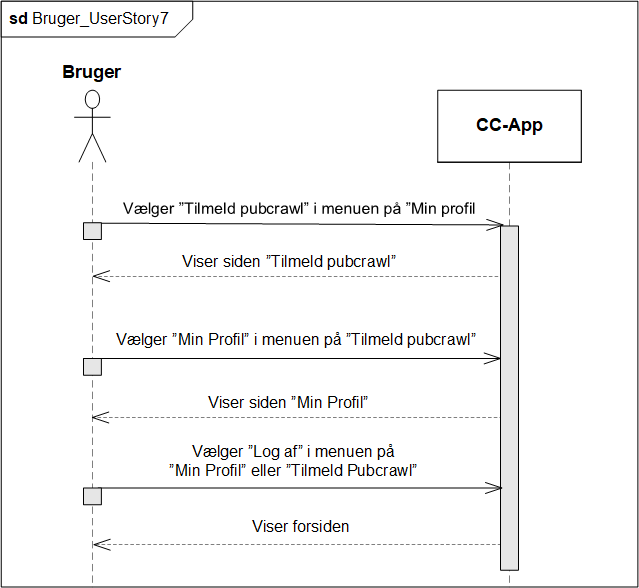 sd Bruger_UserStory7
Bruger
CC-App
Vælger ”Tilmeld pubcrawl” i menuen på ”Min profil
Viser siden ”Tilmeld pubcrawl”
Vælger ”Min Profil” i menuen på ”Tilmeld pubcrawl”
Viser siden ”Min Profil”
Vælger ”Log af” i menuen på
”Min Profil” eller ”Tilmeld Pubcrawl”
Viser forsiden